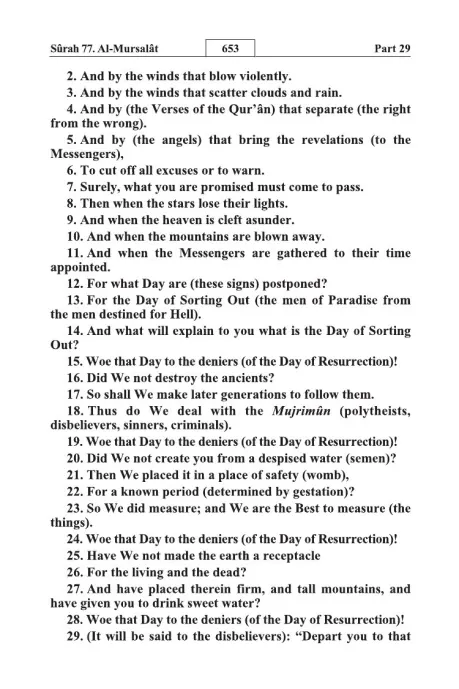 Sûrah 77. Al-Mursalât 653 Part 29
2. And by the winds that blow violently.
3. And by the winds that scatter clouds and rain.
4. And by (the Verses of the Qur’ân) that separate (the right
from the wrong).
5. And by (the angels) that bring the revelations (to the
Messengers),
6. To cut off all excuses or to warn.
7. Surely, what you are promised must come to pass.
8. Then when the stars lose their lights.
9. And when the heaven is cleft asunder.
10. And when the mountains are blown away.
11. And when the Messengers are gathered to their time
appointed.
12. For what Day are (these signs) postponed?
13. For the Day of Sorting Out (the men of Paradise from
the men destined for Hell).
14. And what will explain to you what is the Day of Sorting
Out?
15. Woe that Day to the deniers (of the Day of Resurrection)!
16. Did We not destroy the ancients?
17. So shall We make later generations to follow them.
18. Thus do We deal with the Mujrimûn (polytheists,
disbelievers, sinners, criminals).
19. Woe that Day to the deniers (of the Day of Resurrection)!
20. Did We not create you from a despised water (semen)?
21. Then We placed it in a place of safety (womb),
22. For a known period (determined by gestation)?
23. So We did measure; and We are the Best to measure (the
things).
24. Woe that Day to the deniers (of the Day of Resurrection)!
25. Have We not made the earth a receptacle
26. For the living and the dead?
27. And have placed therein firm, and tall mountains, and
have given you to drink sweet water?
28. Woe that Day to the deniers (of the Day of Resurrection)!
29. (It will be said to the disbelievers): “Depart you to that